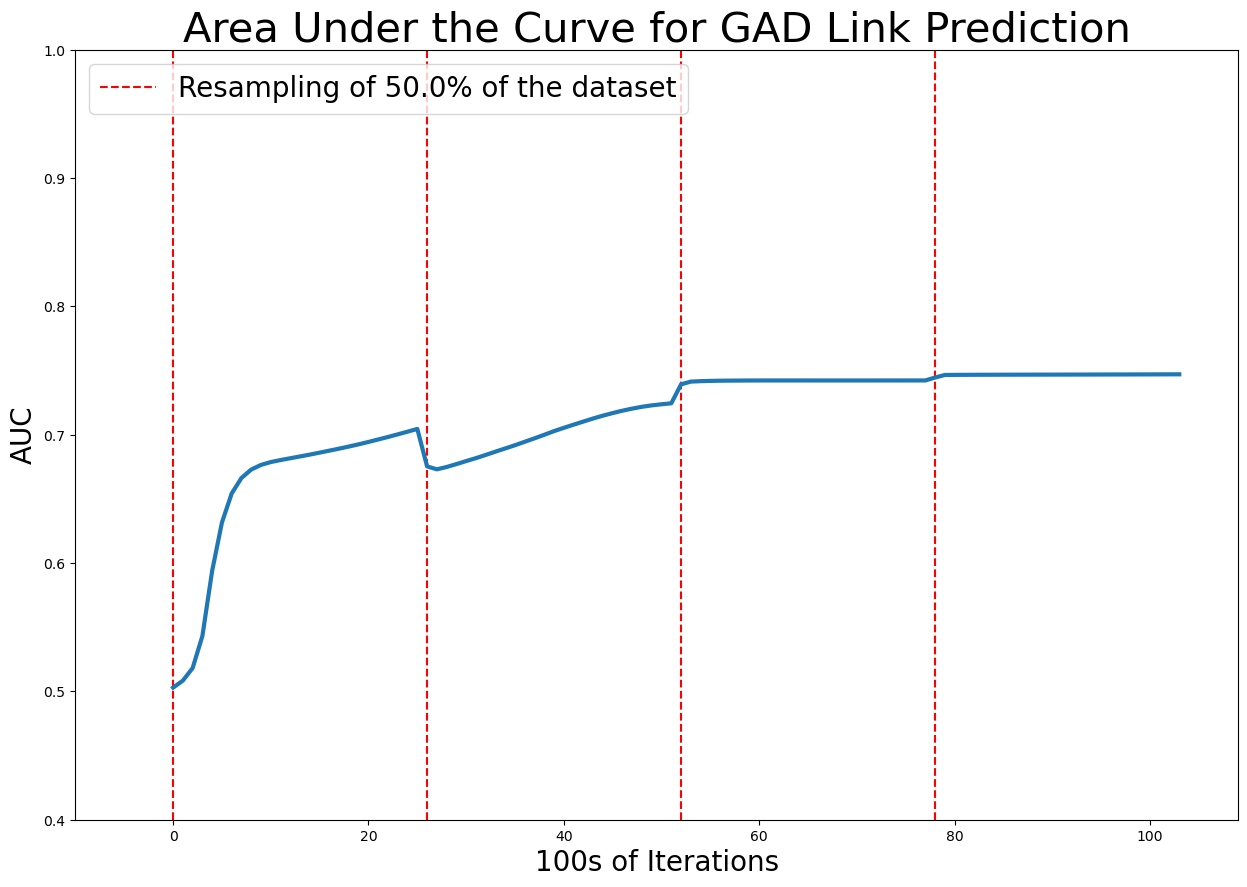 Area Under the Curve for GAD Link Prediction
Resampling of 50.0% of the dataset
1.0
0.9
0.8
0.7
0.6
0.5
0.4
AUC
0 20 40 60 80 100
100s of Iterations